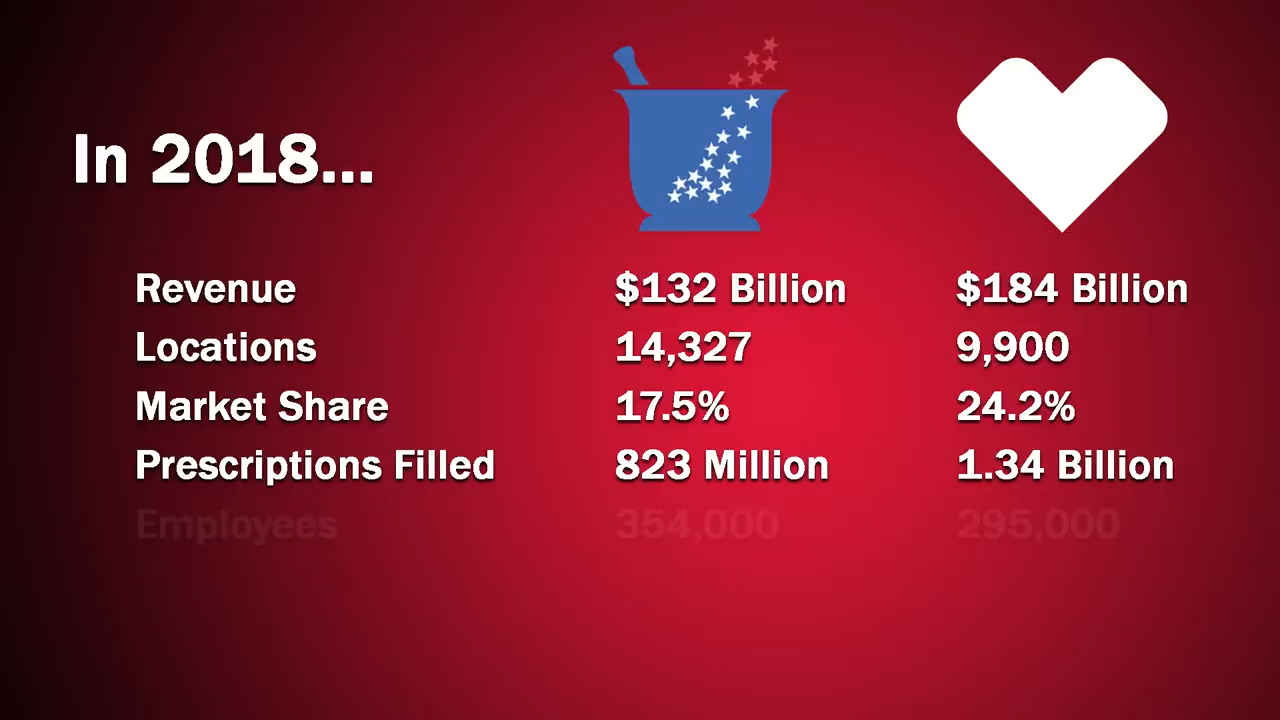 In 2018...
Revenue $132 Billion $184 Billion
Locations 14,327 9,900
Market Share 17.5% 24.2%
Prescriptions Filled 823 Million 1.34 Billion
Employees 354,000 295,000